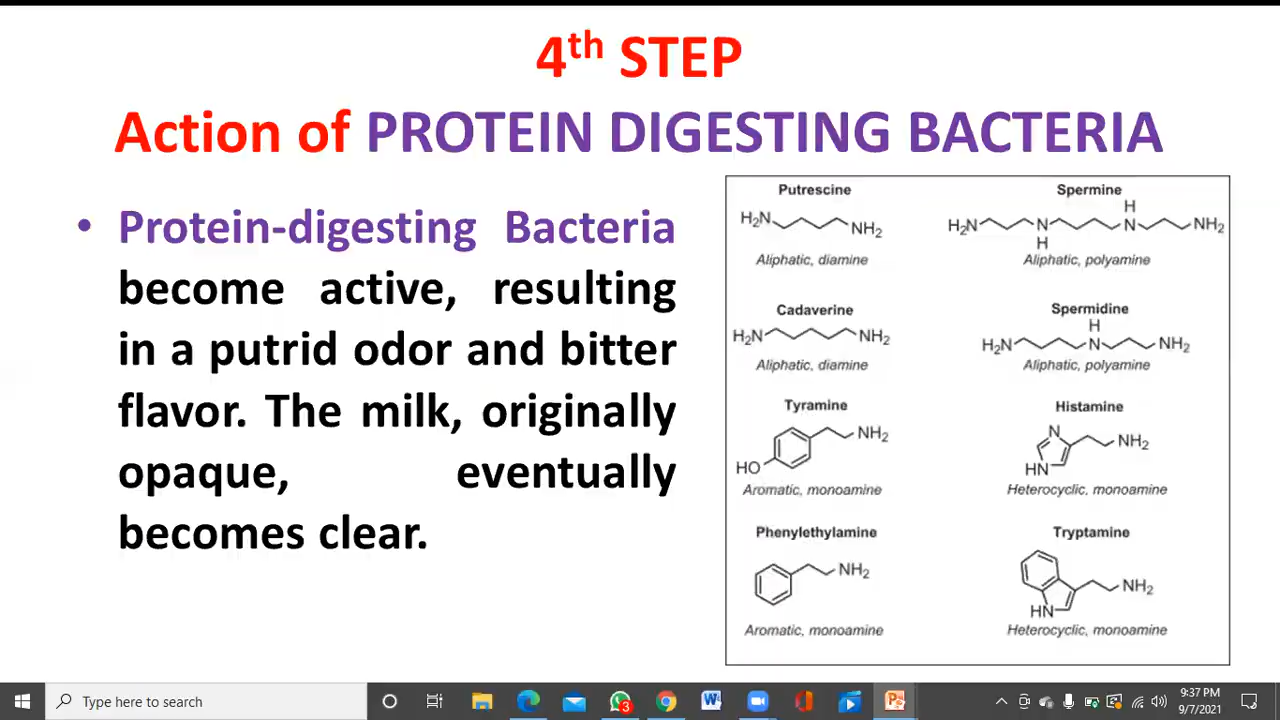 4th STEP
Action of PROTEIN DIGESTING BACTERIA
• Protein-digesting Bacteria
become active, resulting
in a putrid odor and bitter
flavor. The milk, originally
opaque, eventually
becomes clear.
Putrescine
H2N NH2
Aliphatic, diamine
Spermine
H
H2N N N NH2
H
Aliphatic, polyamine
Cadaverine
H2N NH2
Aliphatic, diamine
Spermidine
H
H2N N NH2
Aliphatic, polyamine
Tyramine
NH2
HO
Aromatic, monoamine
Histamine
N NH2
HN
Heterocyclic, monoamine
Phenylethylamine
NH2
Aromatic, monoamine
Tryptamine
NH2
HN
Heterocyclic, monoamine
Type here to search
3
9:37 PM
9/7/2021